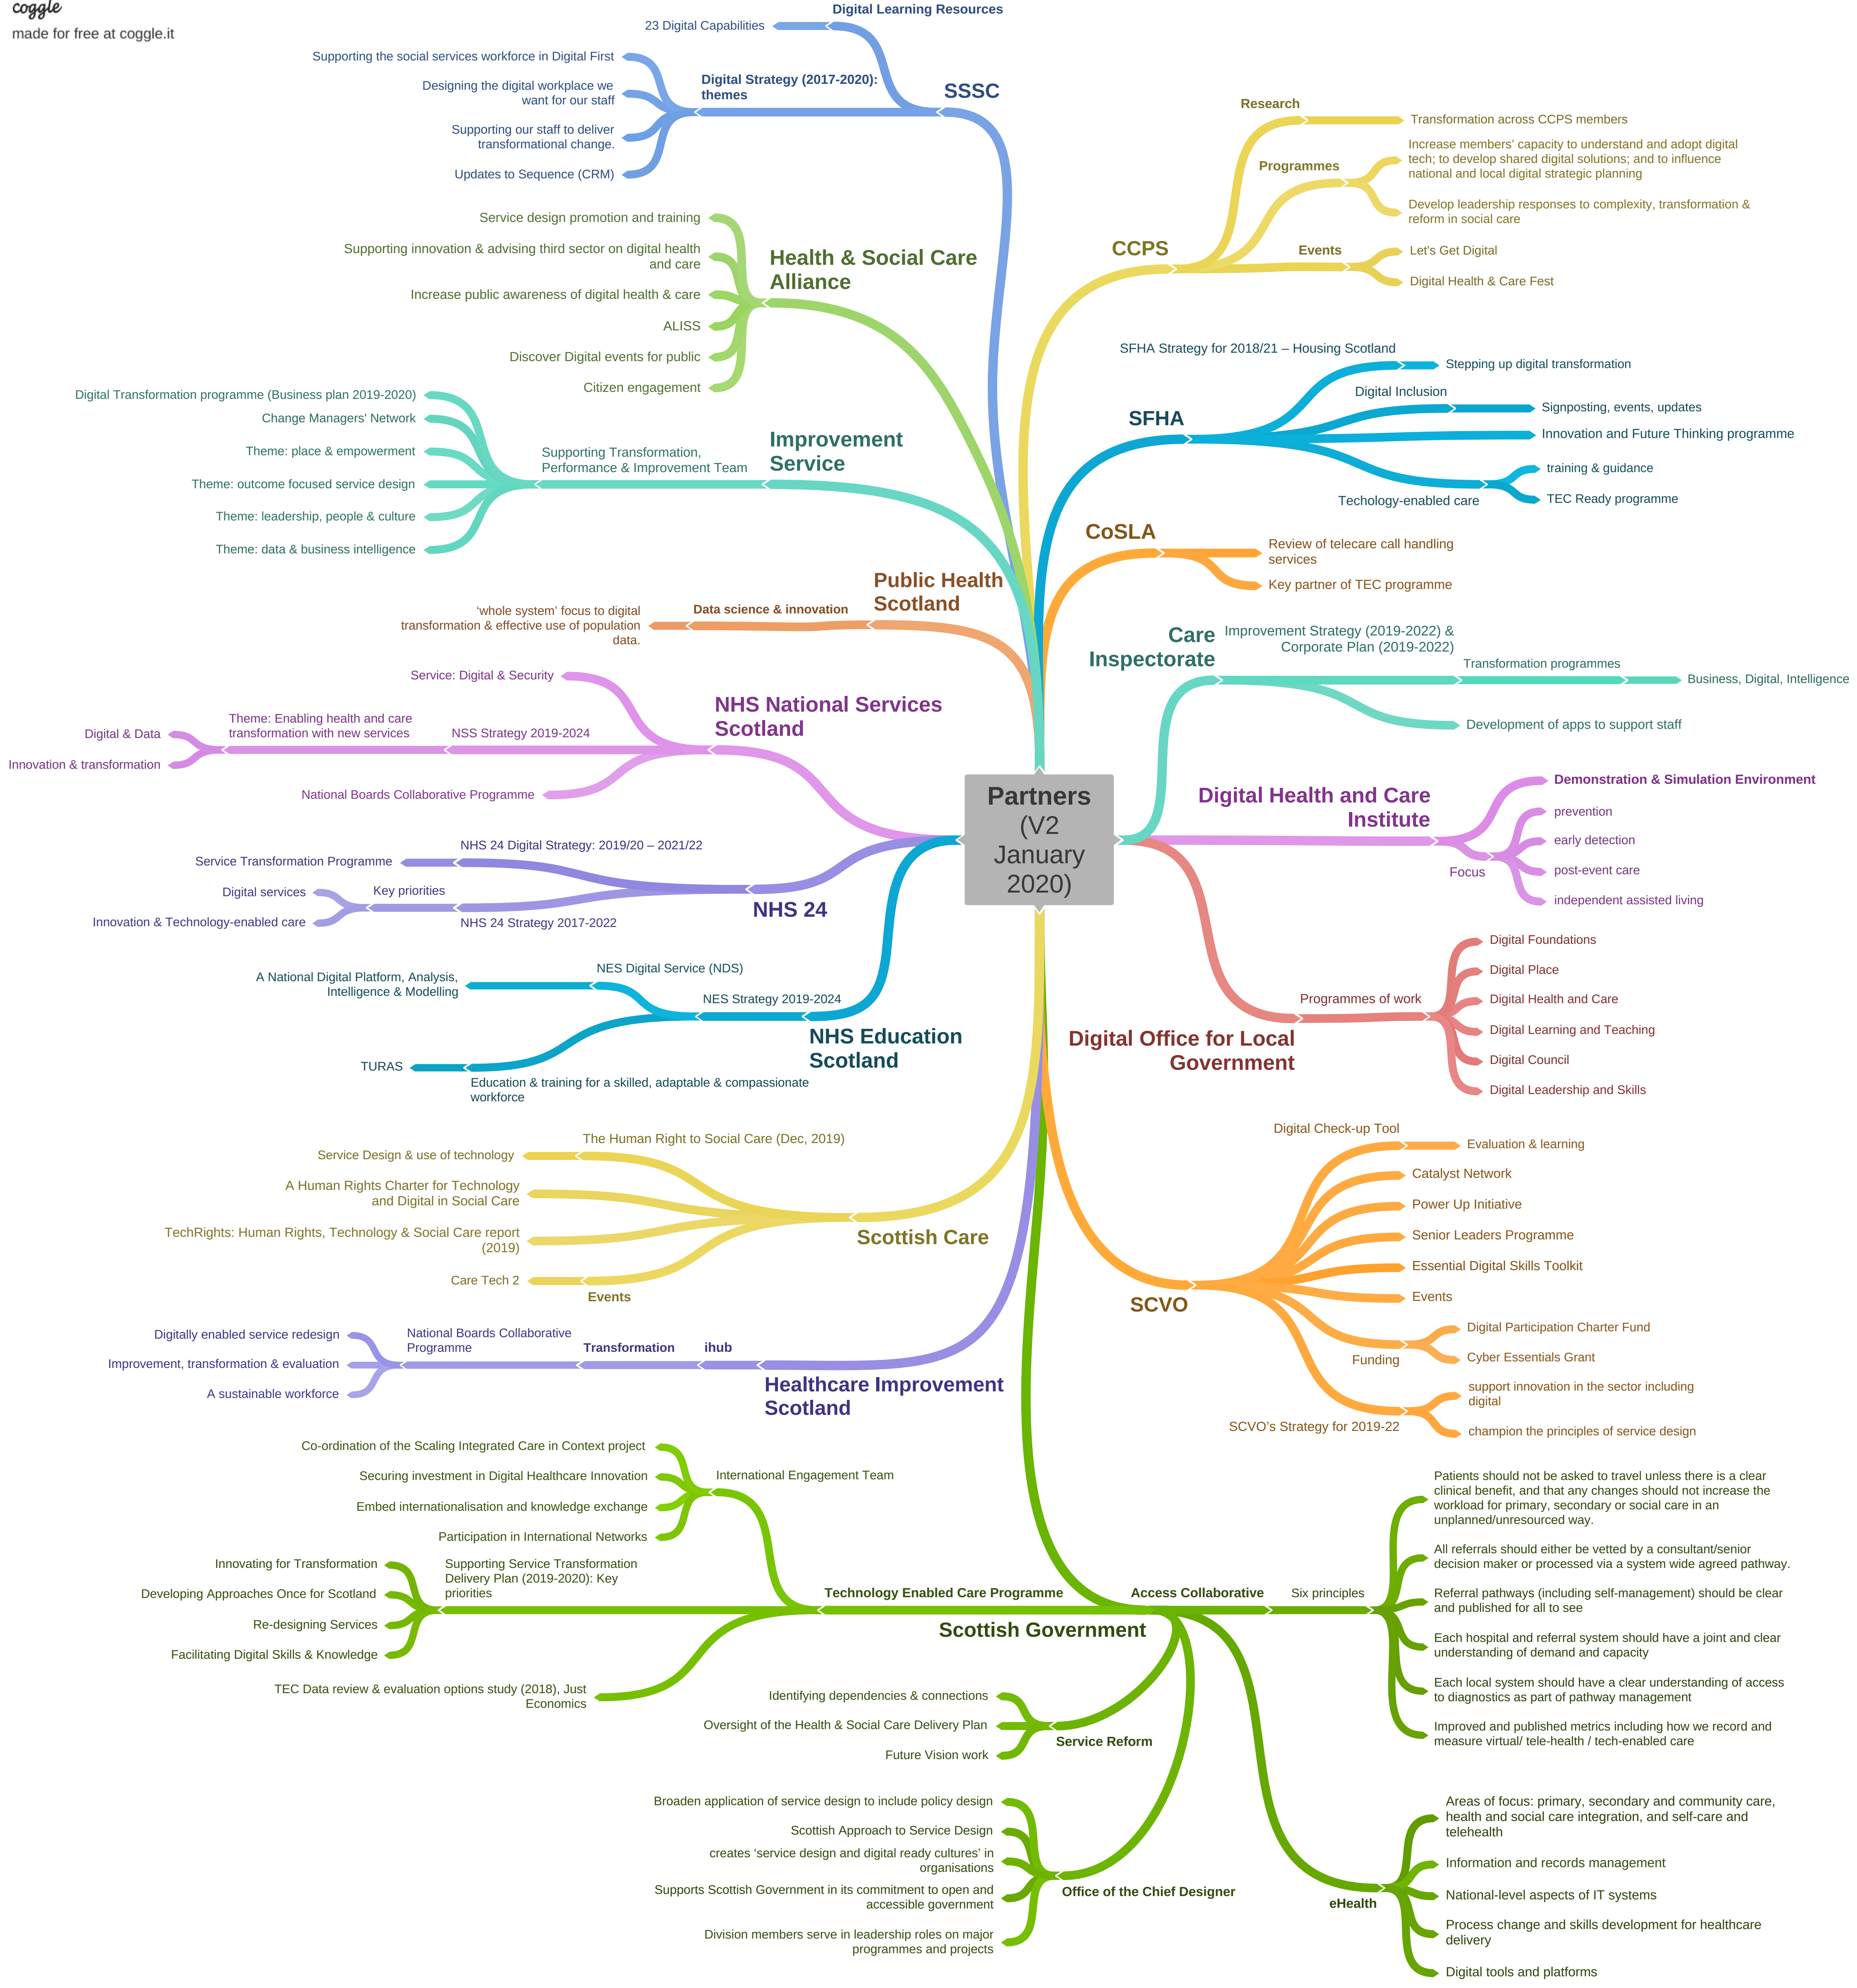 coggle
made for free at coggle.it
Digital Learning Resources
23 Digital Capabilities
Supporting the social services workforce in Digital First
Designing the digital workplace we
want for our staff
Supporting our staff to deliver
transformational change.
Updates to Sequence (CRM)
Digital Strategy (2017-2020):
themes
SSSC
Service design promotion and training
Supporting innovation & advising third sector on digital health
and care
Increase public awareness of digital health & care
ALISS
Discover Digital events for public
Citizen engagement
Health & Social Care
Alliance
Digital Transformation programme (Business plan 2019-2020)
Change Managers' Network
Theme: place & empowerment
Theme: outcome focused service design
Theme: leadership, people & culture
Theme: data & business intelligence
Supporting Transformation,
Performance & Improvement Team
Improvement
Service
Public Health
Scotland
Data science & innovation
‘whole system’ focus to digital
transformation & effective use of population
data.
Service: Digital & Security
NHS National Services
Scotland
Theme: Enabling health and care
transformation with new services
NSS Strategy 2019-2024
Digital & Data
Innovation & transformation
National Boards Collaborative Programme
NHS 24 Digital Strategy: 2019/20 – 2021/22
Service Transformation Programme
Digital services
Key priorities
Innovation & Technology-enabled care
NHS 24 Strategy 2017-2022
NHS 24
NES Digital Service (NDS)
A National Digital Platform, Analysis,
Intelligence & Modelling
NES Strategy 2019-2024
NHS Education
Scotland
TURAS
Education & training for a skilled, adaptable & compassionate
workforce
The Human Right to Social Care (Dec, 2019)
Service Design & use of technology
A Human Rights Charter for Technology
and Digital in Social Care
TechRights: Human Rights, Technology & Social Care report
(2019)
Care Tech 2
Events
Scottish Care
Digitally enabled service redesign
Improvement, transformation & evaluation
A sustainable workforce
National Boards Collaborative
Programme
Transformation
ihub
Healthcare Improvement
Scotland
Partners
(V2
January
2020)
Research
Transformation across CCPS members
Programmes
Increase members' capacity to understand and adopt digital
tech; to develop shared digital solutions; and to influence
national and local digital strategic planning
Develop leadership responses to complexity, transformation &
reform in social care
CCPS
Events
Let's Get Digital
Digital Health & Care Fest
SFHA Strategy for 2018/21 – Housing Scotland
Stepping up digital transformation
Digital Inclusion
Signposting, events, updates
SFHA
Innovation and Future Thinking programme
training & guidance
Techology-enabled care
TEC Ready programme
CoSLA
Review of telecare call handling
services
Key partner of TEC programme
Care
Inspectorate
Improvement Strategy (2019-2022) &
Corporate Plan (2019-2022)
Transformation programmes
Business, Digital, Intelligence
Development of apps to support staff
Digital Health and Care
Institute
Demonstration & Simulation Environment
prevention
early detection
Focus
post-event care
independent assisted living
Digital Office for Local
Government
Programmes of work
Digital Foundations
Digital Place
Digital Health and Care
Digital Learning and Teaching
Digital Council
Digital Leadership and Skills
Digital Check-up Tool
Evaluation & learning
Catalyst Network
Power Up Initiative
Senior Leaders Programme
Essential Digital Skills Toolkit
Events
SCVO
Digital Participation Charter Fund
Funding
Cyber Essentials Grant
support innovation in the sector including
digital
SCVO's Strategy for 2019-22
champion the principles of service design
Co-ordination of the Scaling Integrated Care in Context project
Securing investment in Digital Healthcare Innovation
Embed internationalisation and knowledge exchange
Participation in International Networks
International Engagement Team
Innovating for Transformation
Developing Approaches Once for Scotland
Re-designing Services
Facilitating Digital Skills & Knowledge
Supporting Service Transformation
Delivery Plan (2019-2020): Key
priorities
TEC Data review & evaluation options study (2018), Just
Economics
Technology Enabled Care Programme
Scottish Government
Access Collaborative
Six principles
Patients should not be asked to travel unless there is a clear
clinical benefit, and that any changes should not increase the
workload for primary, secondary or social care in an
unplanned/unresourced way.
All referrals should either be vetted by a consultant/senior
decision maker or processed via a system wide agreed pathway.
Referral pathways (including self-management) should be clear
and published for all to see
Each hospital and referral system should have a joint and clear
understanding of demand and capacity
Each local system should have a clear understanding of access
to diagnostics as part of pathway management
Improved and published metrics including how we record and
measure virtual/ tele-health / tech-enabled care
Identifying dependencies & connections
Oversight of the Health & Social Care Delivery Plan
Future Vision work
Service Reform
Broaden application of service design to include policy design
Scottish Approach to Service Design
creates ‘service design and digital ready cultures’ in
organisations
Supports Scottish Government in its commitment to open and
accessible government
Division members serve in leadership roles on major
programmes and projects
Office of the Chief Designer
eHealth
Areas of focus: primary, secondary and community care,
health and social care integration, and self-care and
telehealth
Information and records management
National-level aspects of IT systems
Process change and skills development for healthcare
delivery
Digital tools and platforms